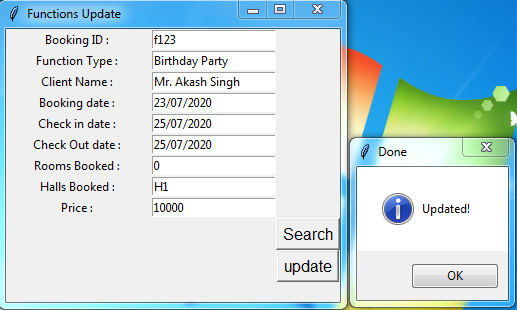 Functions Update
Booking ID : f123
Function Type : Birthday Party
Client Name : Mr. Akash Singh
Booking date : 23/07/2020
Check in date : 25/07/2020
Check Out date : 25/07/2020
Rooms Booked : 0
Halls Booked : H1
Price : 10000
Search
update
Done
Updated!
OK